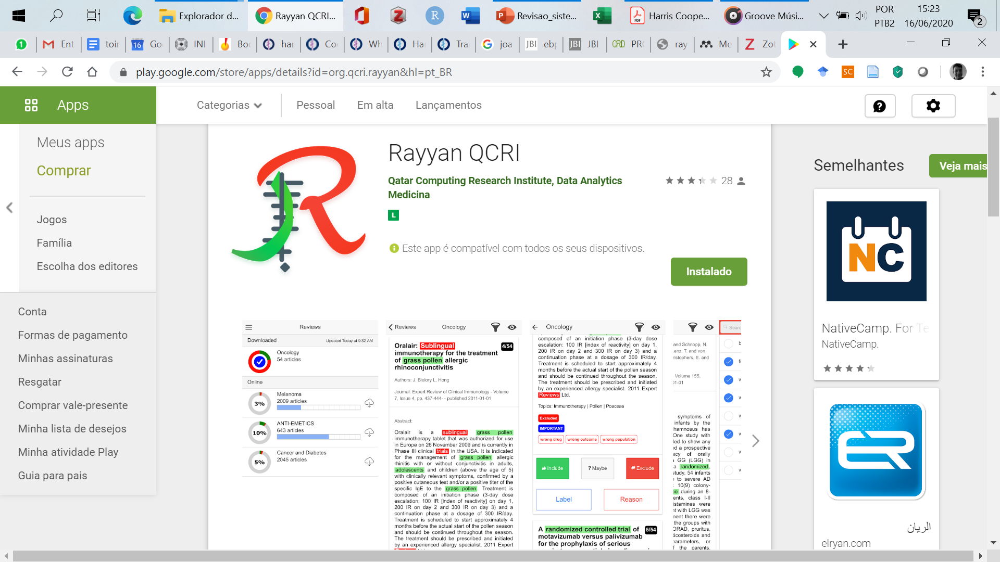 Explorador d...
Rayyan QCRI...
Revisao_siste...
Harris Coope...
Groove Músi...
POR
PTB2
15:23
16/06/2020
2
1
Ent
toir
16
Go
INI
Bo
har
Co
Wh
Ha
Tra
joa
JBI
eb
JBI
JBI
ORD
PR
ray
Me
Zot
play.google.com/store/apps/details?id=org.qcri.rayyan&hl=pt_BR
SC
Apps
Categorias
Pessoal
Em alta
Lançamentos
Meus apps
Comprar
Jogos
Família
Escolha dos editores
Conta
Formas de pagamento
Minhas assinaturas
Resgatar
Comprar vale-presente
Minha lista de desejos
Minha atividade Play
Guia para pais
Rayyan QCRI
Qatar Computing Research Institute, Data Analytics
Medicina
28
L
Este app é compatível com todos os seus dispositivos.
Instalado
Reviews
Downloaded
Updated Today at 9:32 AM
Oncology
54 articles
Online
3%
Melanoma
2009 articles
10%
ANTI-EMETICS
643 articles
5%
Cancer and Diabetes
2045 articles
Reviews
Oncology
Oralair: Sublingual
4/54
immunotherapy for the treatment
of grass pollen allergic
rhinoconjunctivitis
Authors: J. Bielory L, Hong
Journal: Expert Review of Clinical Immunology - Volume
7, Issue 4, pp. 437-444- - published 2011-01-01
Abstract:
Oralair is a sublingual grass pollen
immunotherapy tablet that was authorized for use
in Europe on 26 November 2009 and is currently in
Phase III clinical trials in the USA. It is indicated
for the management of grass pollen allergic
rhinitis with or without conjunctivitis in adults,
adolescents and children (above the age of 5)
with clinically relevant symptoms, confirmed by a
positive cutaneous test and/or a positive titer of the
specific IgE to the grass pollen. Treatment is
composed of an initiation phase (3-day dose
escalation: 100 IR [index of reactivity] on day 1,
200 IR on day 2 and 300 IR on day 3) and a
continuation phase at a dosage of 300 IR/day.
Treatment is scheduled to start approximately 4
months before the actual start of the pollen season
and should be continued throughout the season.
The treatment should be prescribed and initiated
by an experienced allergy specialist. 2011 Expert
Oncology
composed of an initiation phase (3-day dose
escalation: 100 IR [index of reactivity] on day 1,
200 IR on day 2 and 300 IR on day 3) and a
continuation phase at a dosage of 300 IR/day.
Treatment is scheduled to start approximately 4
months before the actual start of the pollen season
and should be continued throughout the season.
The treatment should be prescribed and initiated
by an experienced allergy specialist. 2011 Expert
Reviews Ltd.
Topics: Immunotherapy | Pollen | Poaceae
Excluded
IMPORTANT
wrong drug
wrong outcome
wrong population
Include
? Maybe
Exclude
Label
Reason
A randomized controlled trial of
5/54
motavizumab versus palivizumab
for the prophylaxis of serious
and Schnopp, N.
enz, T. and von
ristophers, E. and
Volume 155,
01-01
symptoms of
infants by the
hamnosus has
One study with
led to show any
nd a prospective
acy of orally
GG (LGG) in
randomized,
study, 54 infants
to severe AD
10(9) colony-
during an 8-
ents, class I-II
istamines were
nt with LGG was
ment there were
the groups with
ORAD, pruritus,
ticosteroids and
parameters, or
f the parents.
Searc
Semelhantes
Veja mais
NC
NativeCamp. For Te
NativeCamp.
الريان
elryan.com